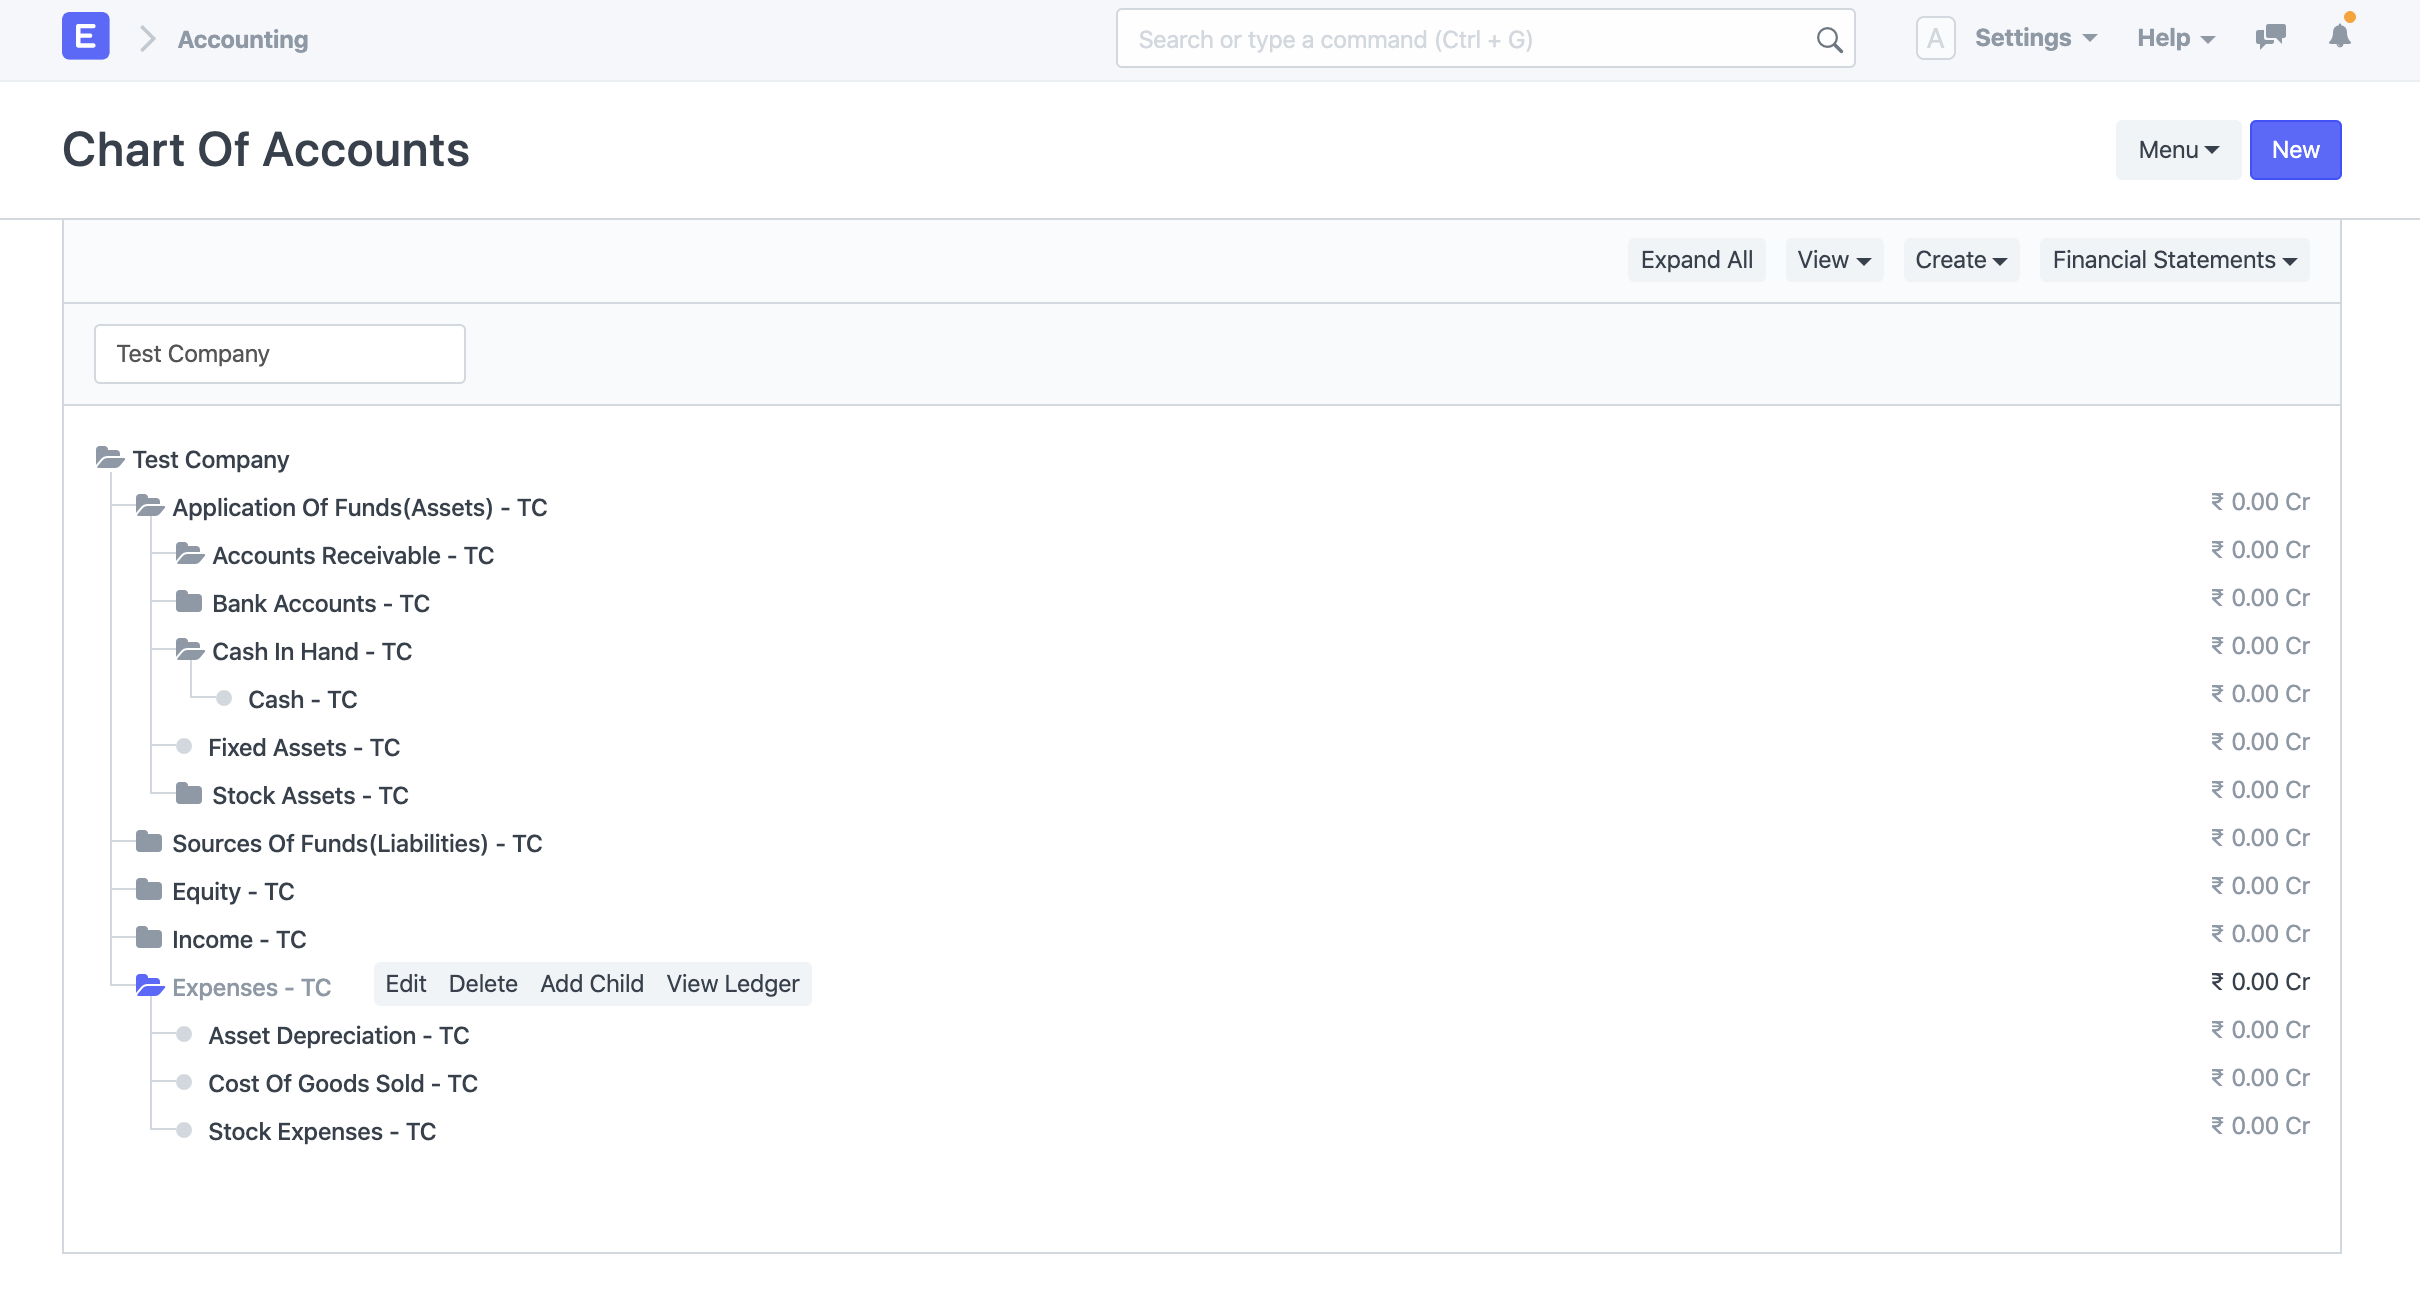 E Accounting Search or type a command (Ctrl + G) A Settings Help
Chart Of Accounts Menu New
Expand All View Create Financial Statements
Test Company
Test Company
Application Of Funds(Assets) - TC ₹ 0.00 Cr
Accounts Receivable - TC ₹ 0.00 Cr
Bank Accounts - TC ₹ 0.00 Cr
Cash In Hand - TC ₹ 0.00 Cr
Cash - TC ₹ 0.00 Cr
Fixed Assets - TC ₹ 0.00 Cr
Stock Assets - TC ₹ 0.00 Cr
Sources Of Funds(Liabilities) - TC ₹ 0.00 Cr
Equity - TC ₹ 0.00 Cr
Income - TC ₹ 0.00 Cr
Expenses - TC Edit Delete Add Child View Ledger ₹ 0.00 Cr
Asset Depreciation - TC ₹ 0.00 Cr
Cost Of Goods Sold - TC ₹ 0.00 Cr
Stock Expenses - TC ₹ 0.00 Cr